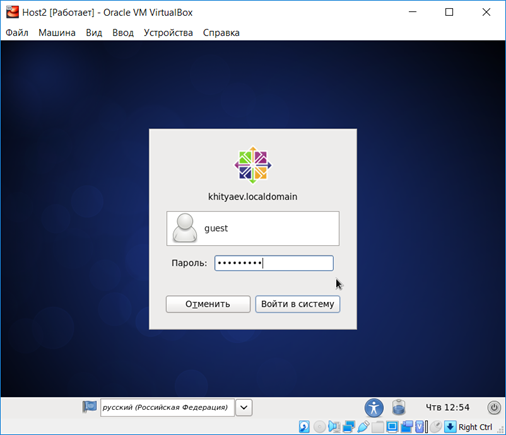 Host2 [Работает] - Oracle VM VirtualBox
Файл Машина Вид Ввод Устройства Справка
khityaev.localdomain
guest
Пароль: •••••••••
Отменить Войти в систему
русский (Российская Федерация) Чтв 12:54
Right Ctrl